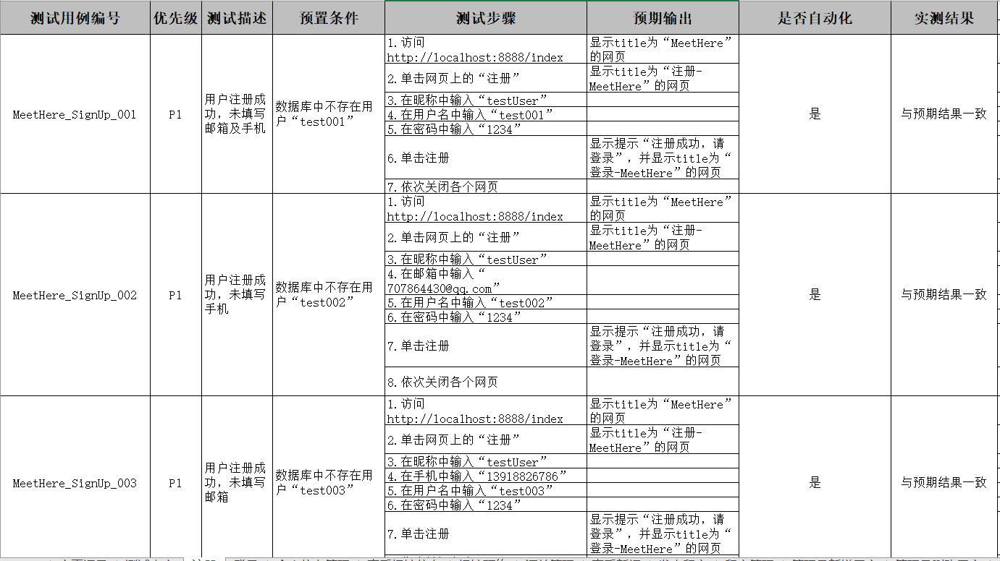 测试用例编号 优先级 测试描述 预置条件 测试步骤 预期输出 是否自动化 实测结果
MeetHere_SignUp_001
P1
用户注册成
功，未填写
邮箱及手机
数据库中不存在用
户“test001”
1.访问
http://localhost:8888/index
显示title为“MeetHere”
的网页
2.单击网页上的“注册”
显示title为“注册-
MeetHere”的网页
3.在昵称中输入“testUser”
4.在用户名中输入“test001”
5.在密码中输入“1234”
6.单击注册
显示提示“注册成功，请
登录”，并显示title为“
登录-MeetHere”的网页
7.依次关闭各个网页
是
与预期结果一致
MeetHere_SignUp_002
P1
用户注册成
功，未填写
手机
数据库中不存在用
户“test002”
1.访问
http://localhost:8888/index
显示title为“MeetHere”
的网页
2.单击网页上的“注册”
显示title为“注册-
MeetHere”的网页
3.在昵称中输入“testUser”
4.在邮箱中输入“
707864430@qq.com”
5.在用户名中输入“test002”
6.在密码中输入“1234”
7.单击注册
显示提示“注册成功，请
登录”，并显示title为“
登录-MeetHere”的网页
8.依次关闭各个网页
是
与预期结果一致
MeetHere_SignUp_003
P1
用户注册成
功，未填写
邮箱
数据库中不存在用
户“test003”
1.访问
http://localhost:8888/index
显示title为“MeetHere”
的网页
2.单击网页上的“注册”
显示title为“注册-
MeetHere”的网页
3.在昵称中输入“testUser”
4.在手机中输入“13918826786”
5.在用户名中输入“test003”
6.在密码中输入“1234”
7.单击注册
显示提示“注册成功，请
登录”，并显示title为“
登录-MeetHere”的网页
是
与预期结果一致